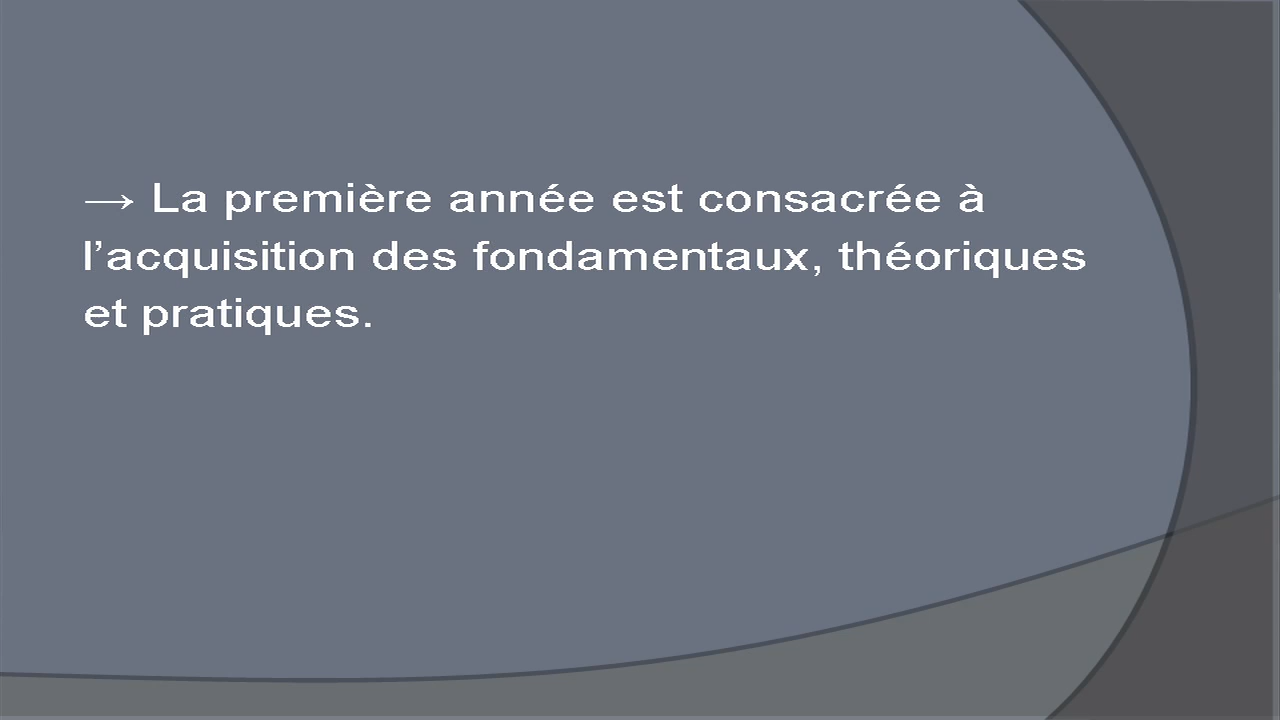 → La première année est consacrée à
l’acquisition des fondamentaux, théoriques
et pratiques.